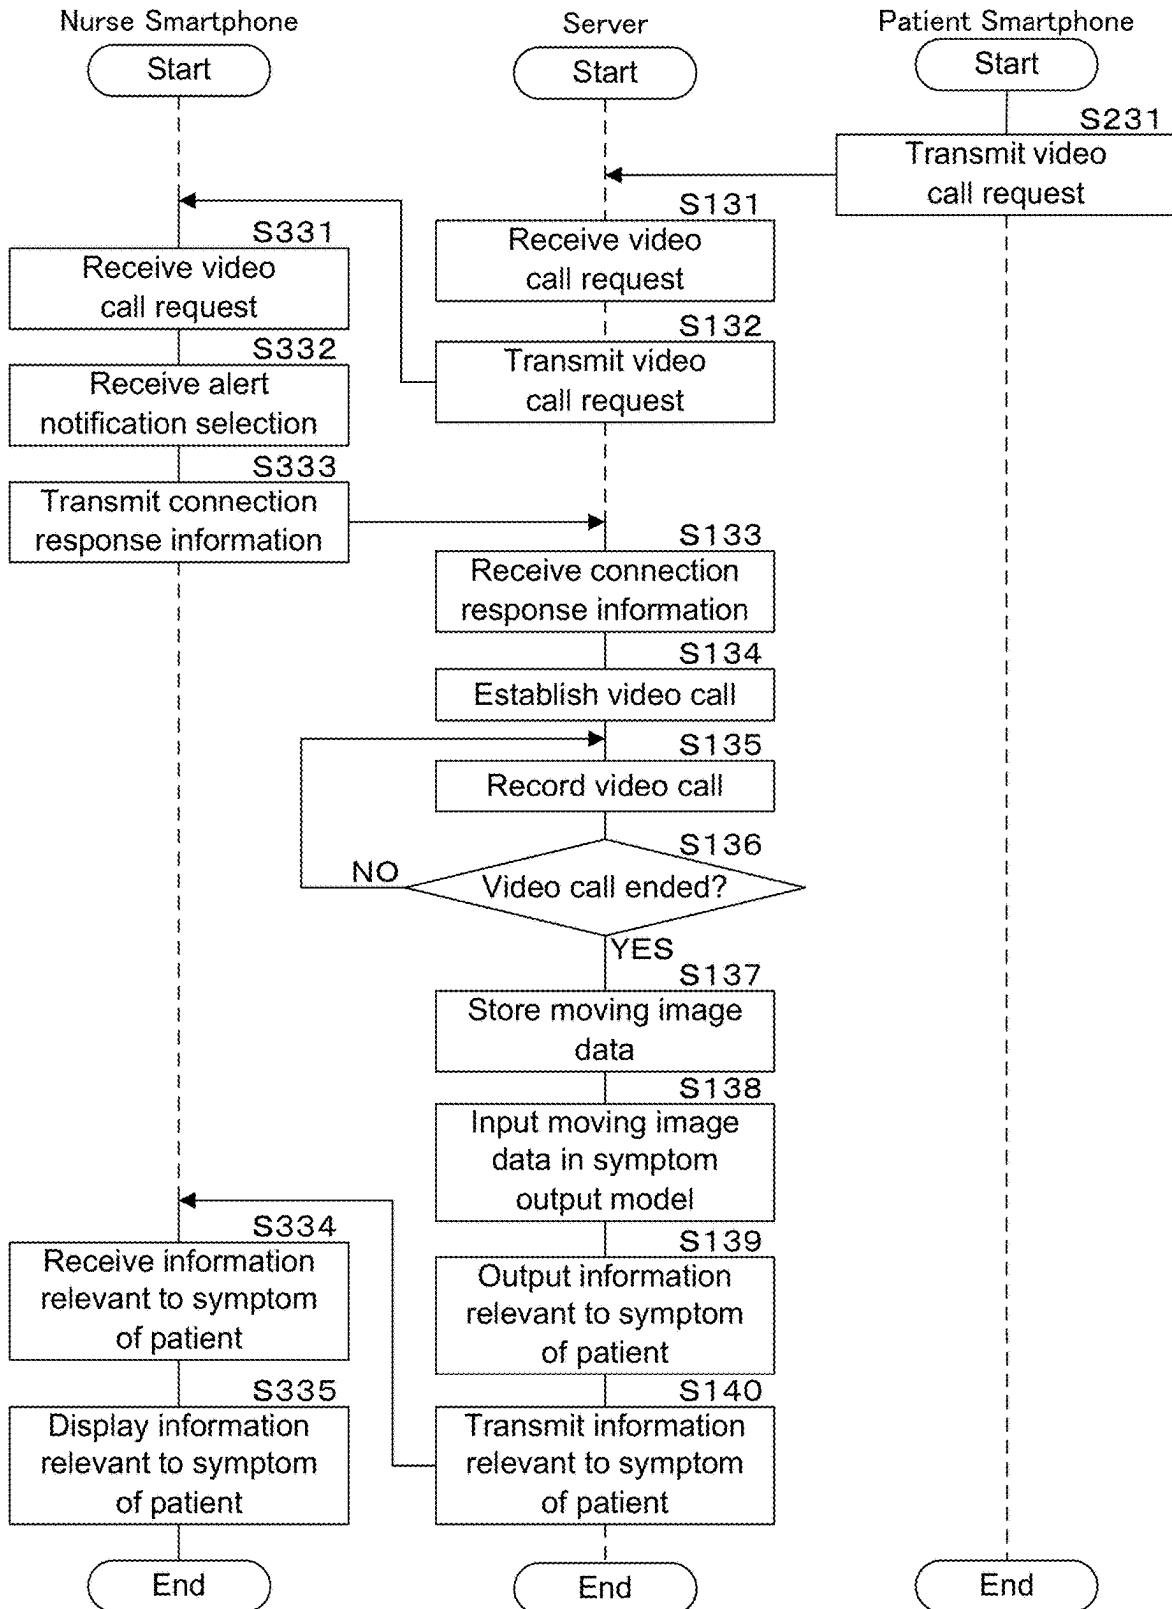 Nurse Smartphone
Server
Patient Smartphone
Start
Start
Start
S231
Transmit video
call request
S131
Receive video
call request
S331
Receive video
call request
S132
Transmit video
call request
S332
Receive alert
notification selection
S333
Transmit connection
response information
S133
Receive connection
response information
S134
Establish video call
S135
Record video call
S136
Video call ended?
NO
YES
S137
Store moving image
data
S138
Input moving image
data in symptom
output model
S139
Output information
relevant to symptom
of patient
S334
Receive information
relevant to symptom
of patient
S140
Transmit information
relevant to symptom
of patient
S335
Display information
relevant to symptom
of patient
End
End
End